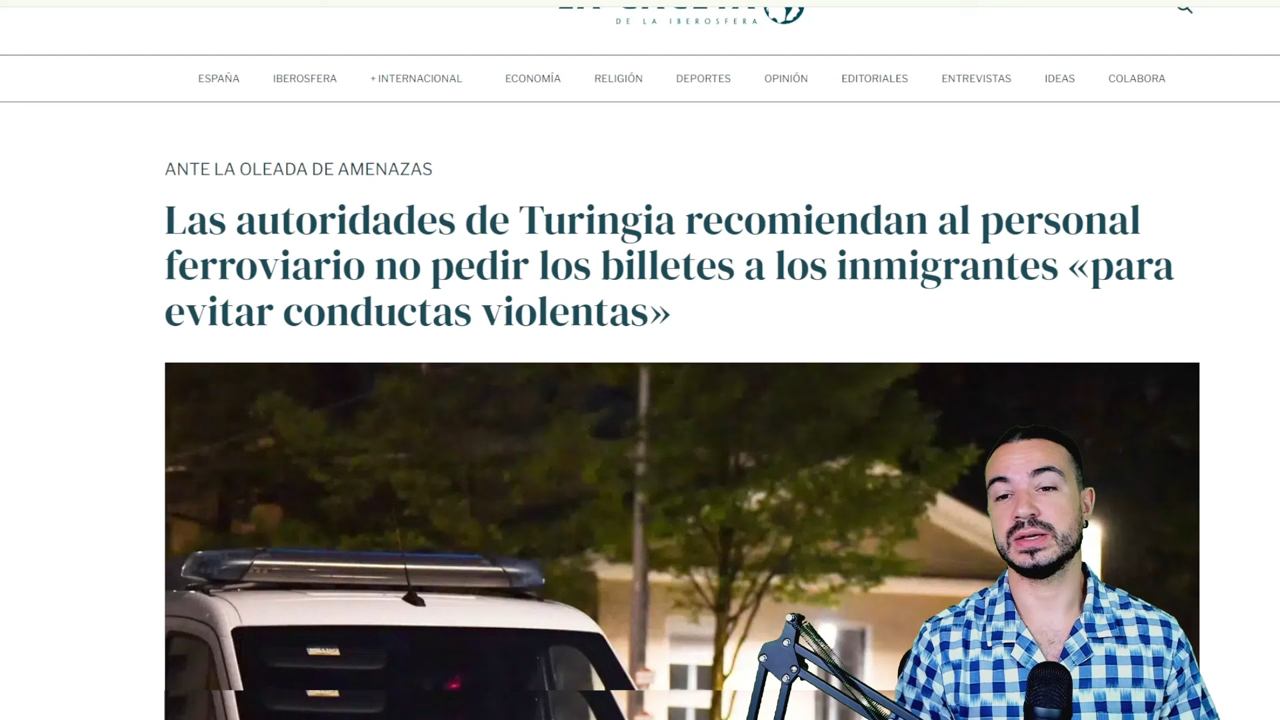 DE LA IBEROSFERA
ESPAÑA IBEROSFERA + INTERNACIONAL ECONOMÍA RELIGIÓN DEPORTES OPINIÓN EDITORIALES ENTREVISTAS IDEAS COLABORA
ANTE LA OLEADA DE AMENAZAS
Las autoridades de Turingia recomiendan al personal
ferroviario no pedir los billetes a los inmigrantes «para
evitar conductas violentas»